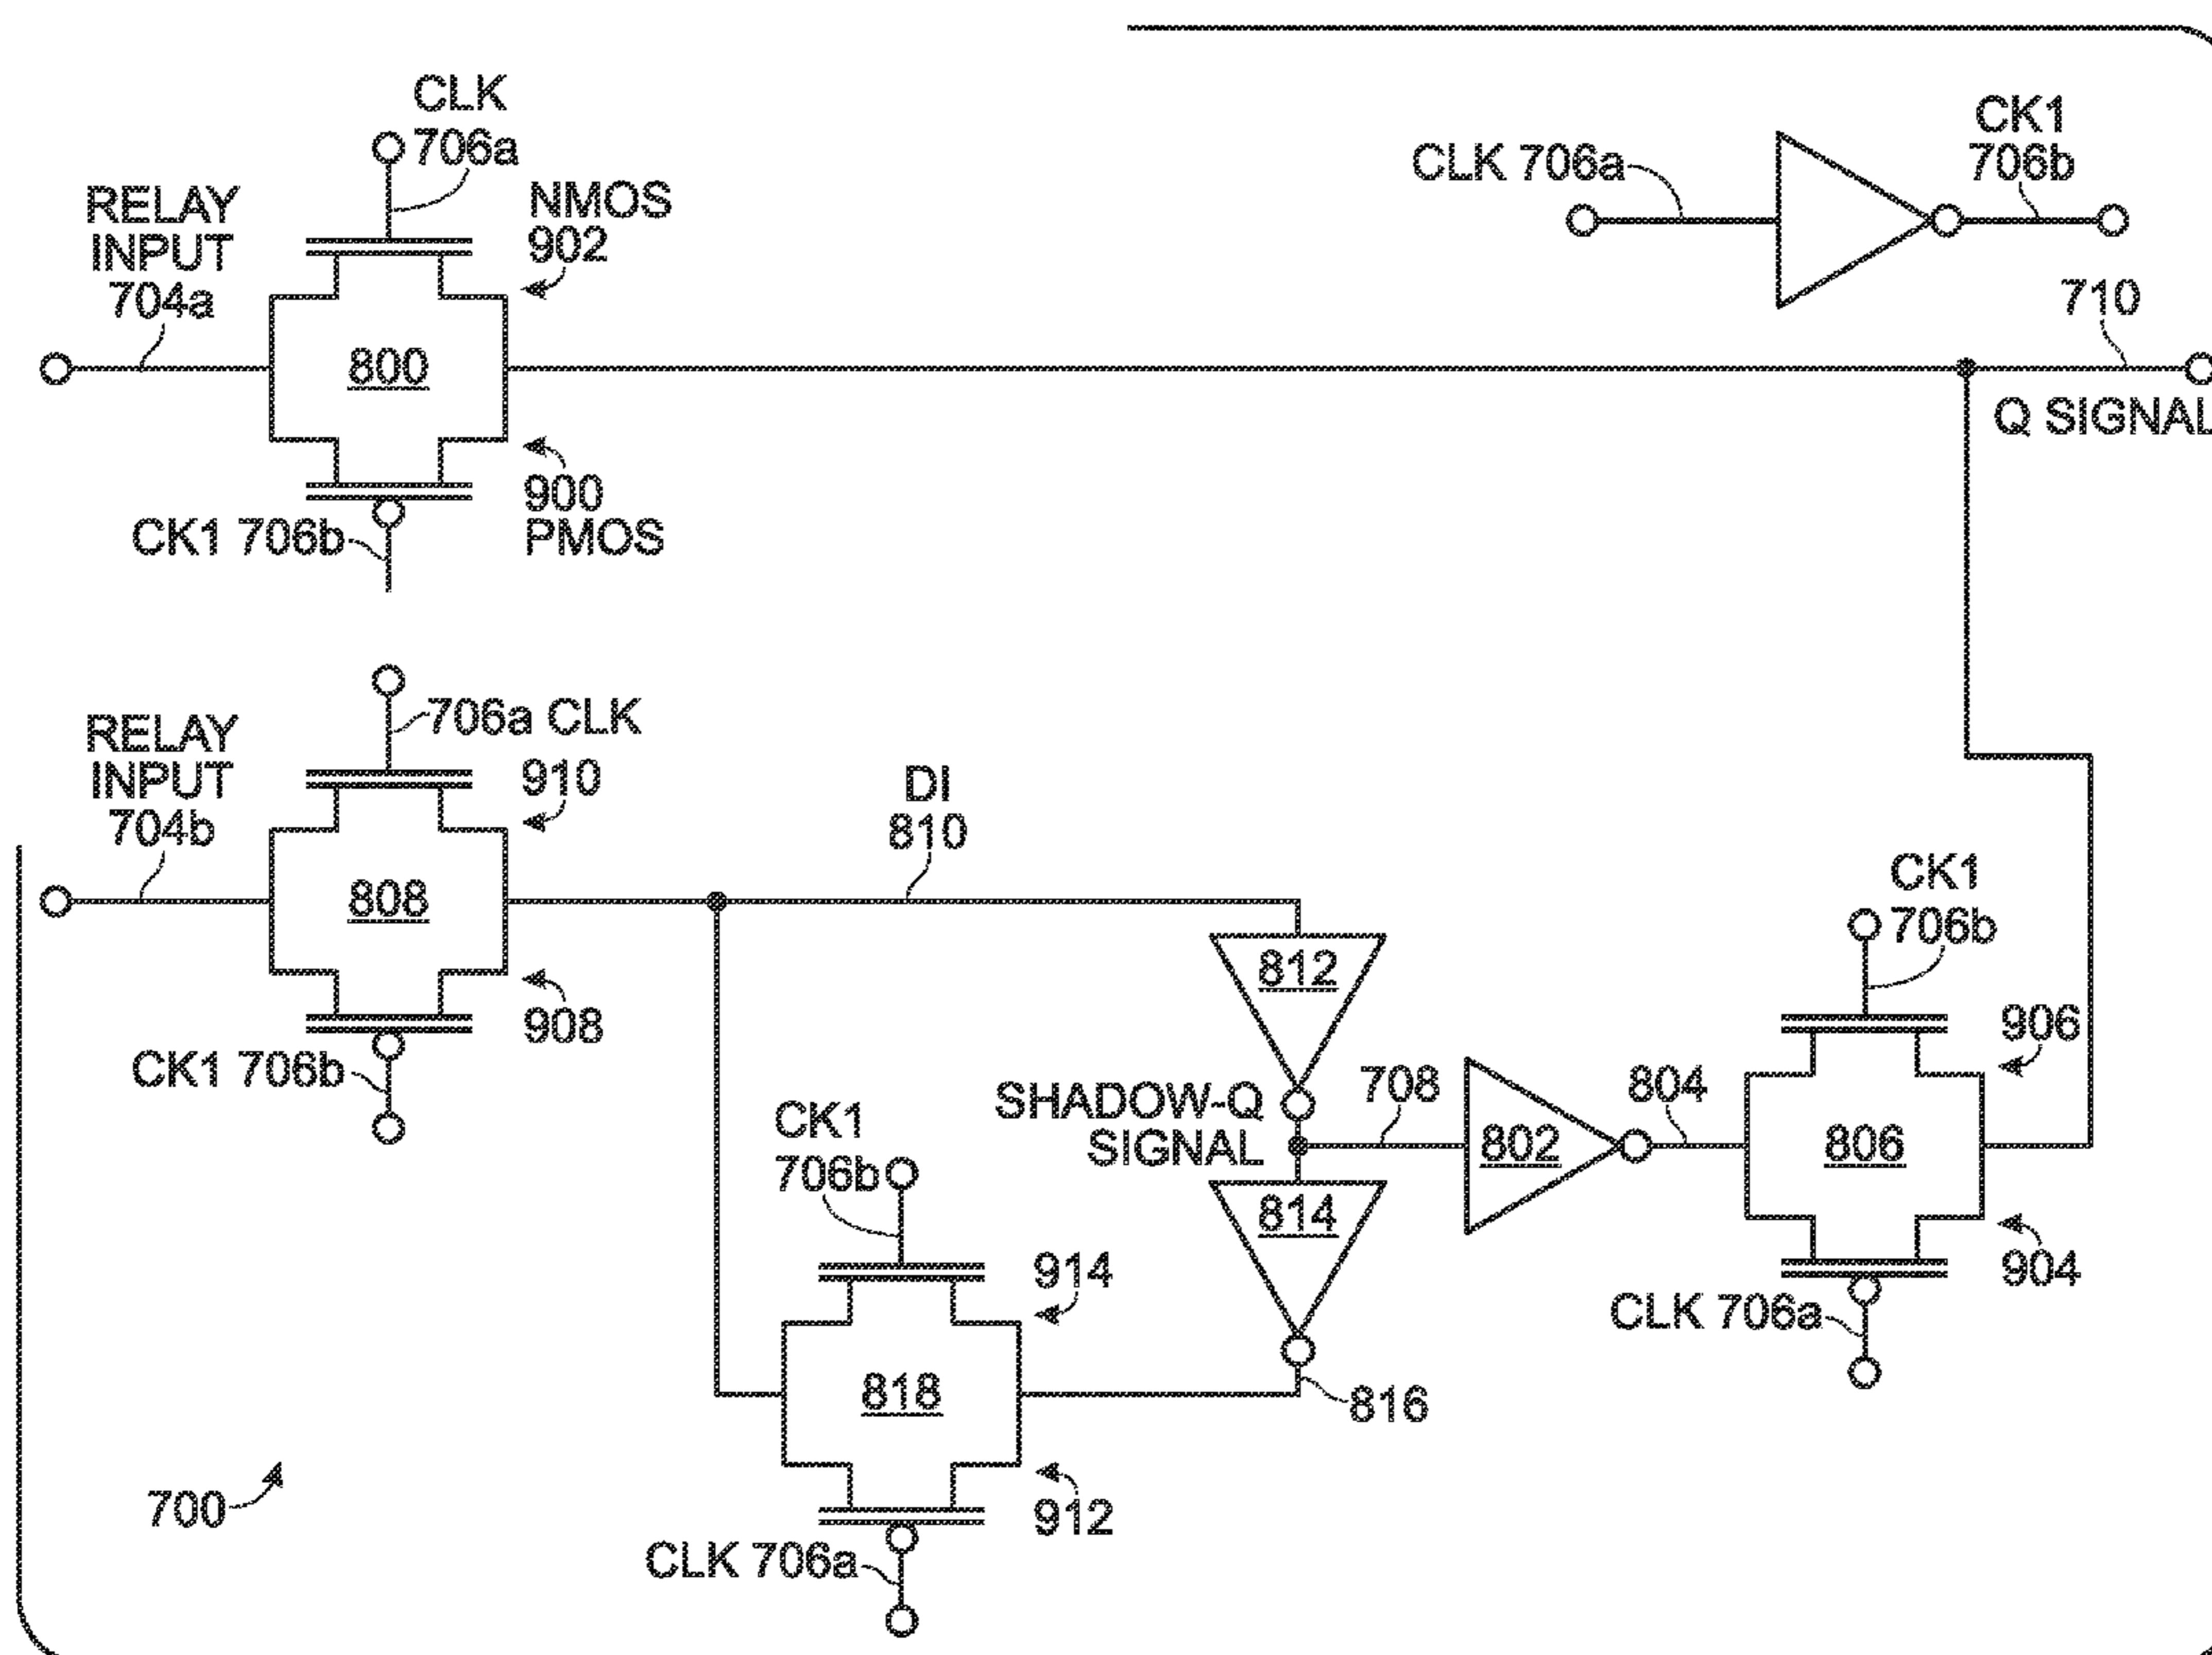 CLK
706a
RELAY
INPUT
704a
NMOS
902
800
900
PMOS
CK1 706b
CLK 706a
CK1
706b
710
Q SIGNAL
706a CLK
RELAY
INPUT
704b
910
808
908
CK1 706b
DI
810
812
SHADOW-Q
SIGNAL
708
802
804
814
816
CK1
706b
906
806
904
CLK 706a
CK1
706b
914
818
912
CLK 706a
700